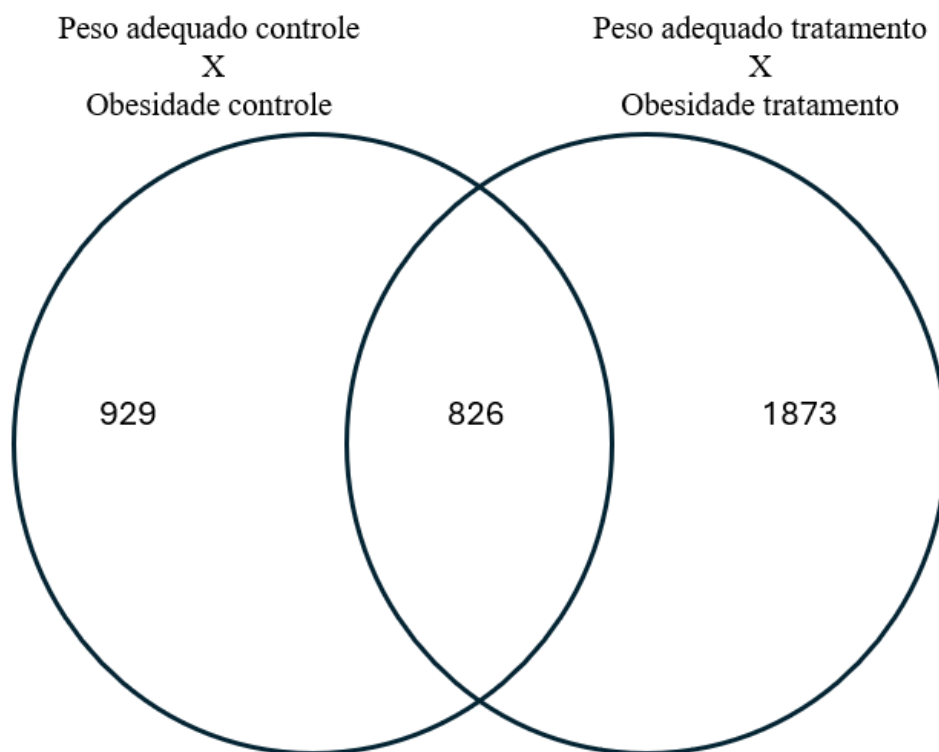 Peso adequado controle
X
Obesidade controle
Peso adequado tratamento
X
Obesidade tratamento
929
826
1873